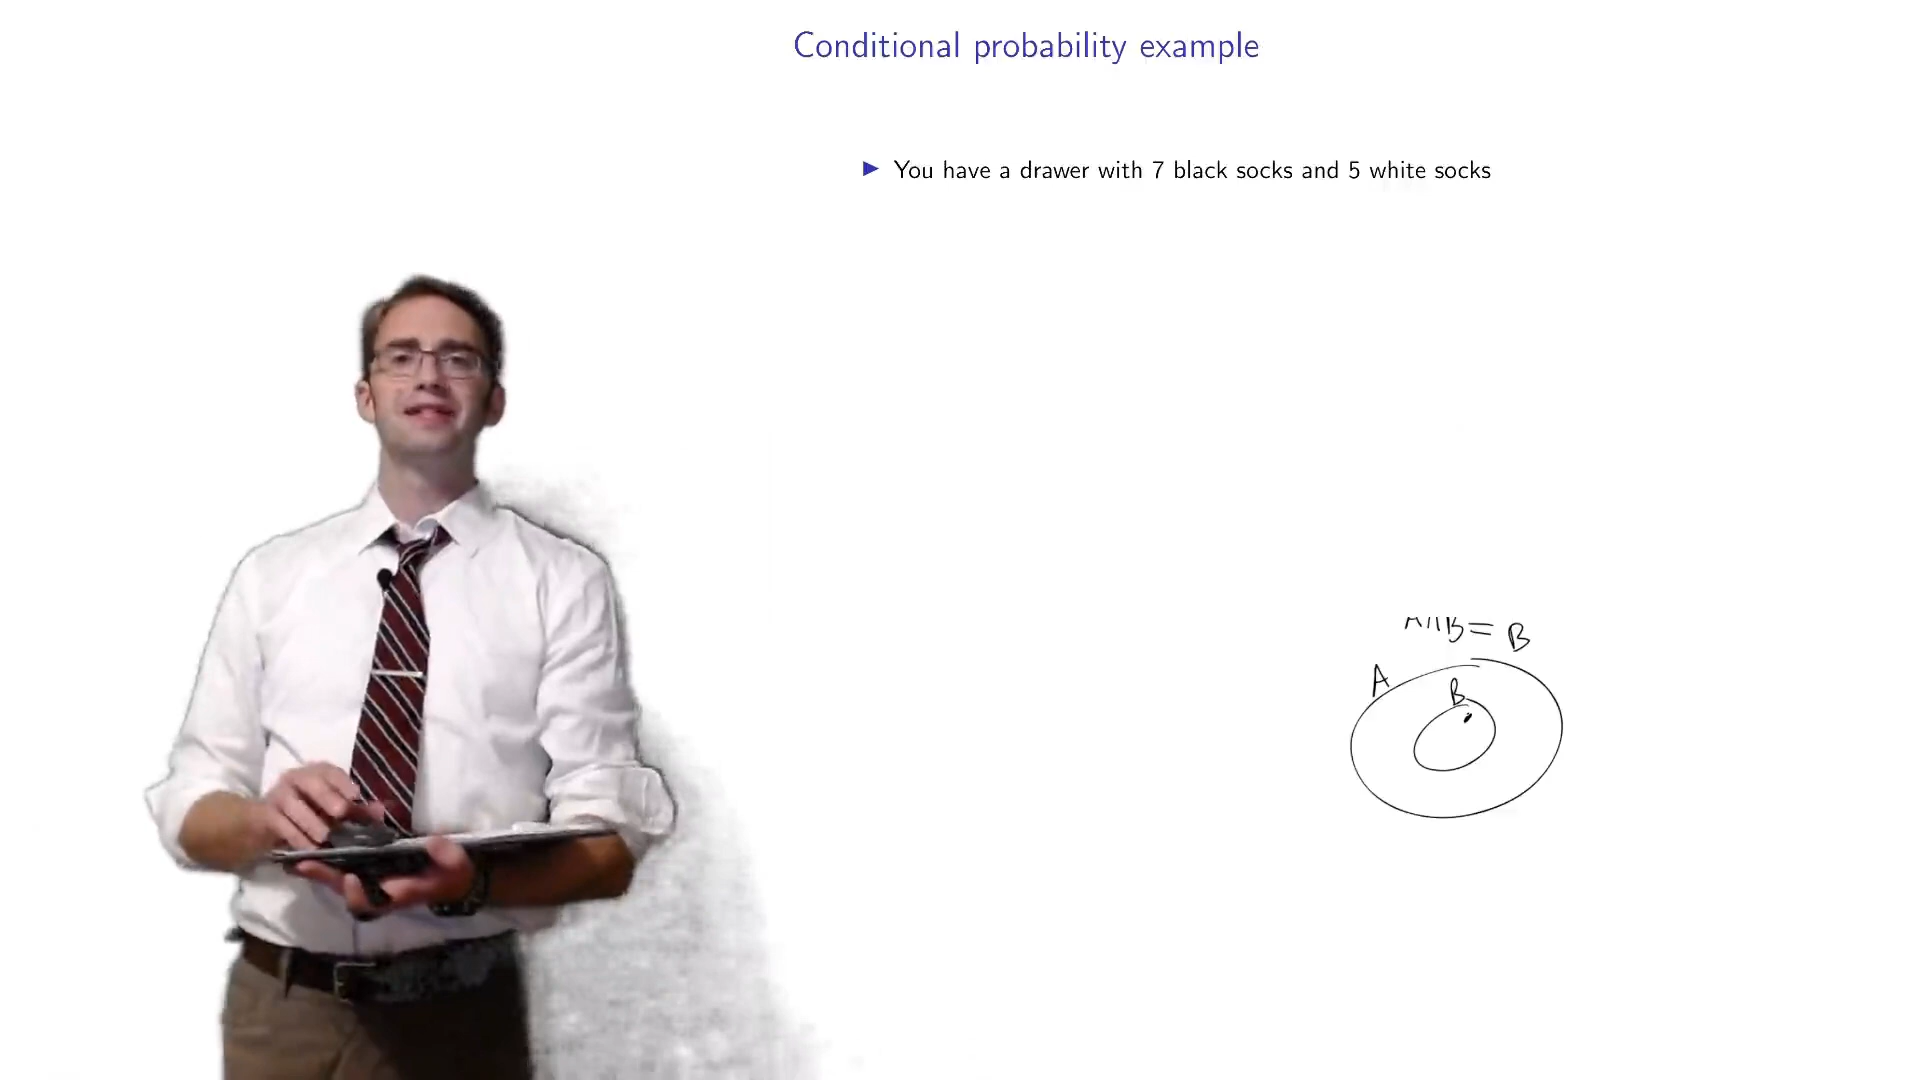 Conditional probability example
▶ You have a drawer with 7 black socks and 5 white socks
A∩B = B
A
B